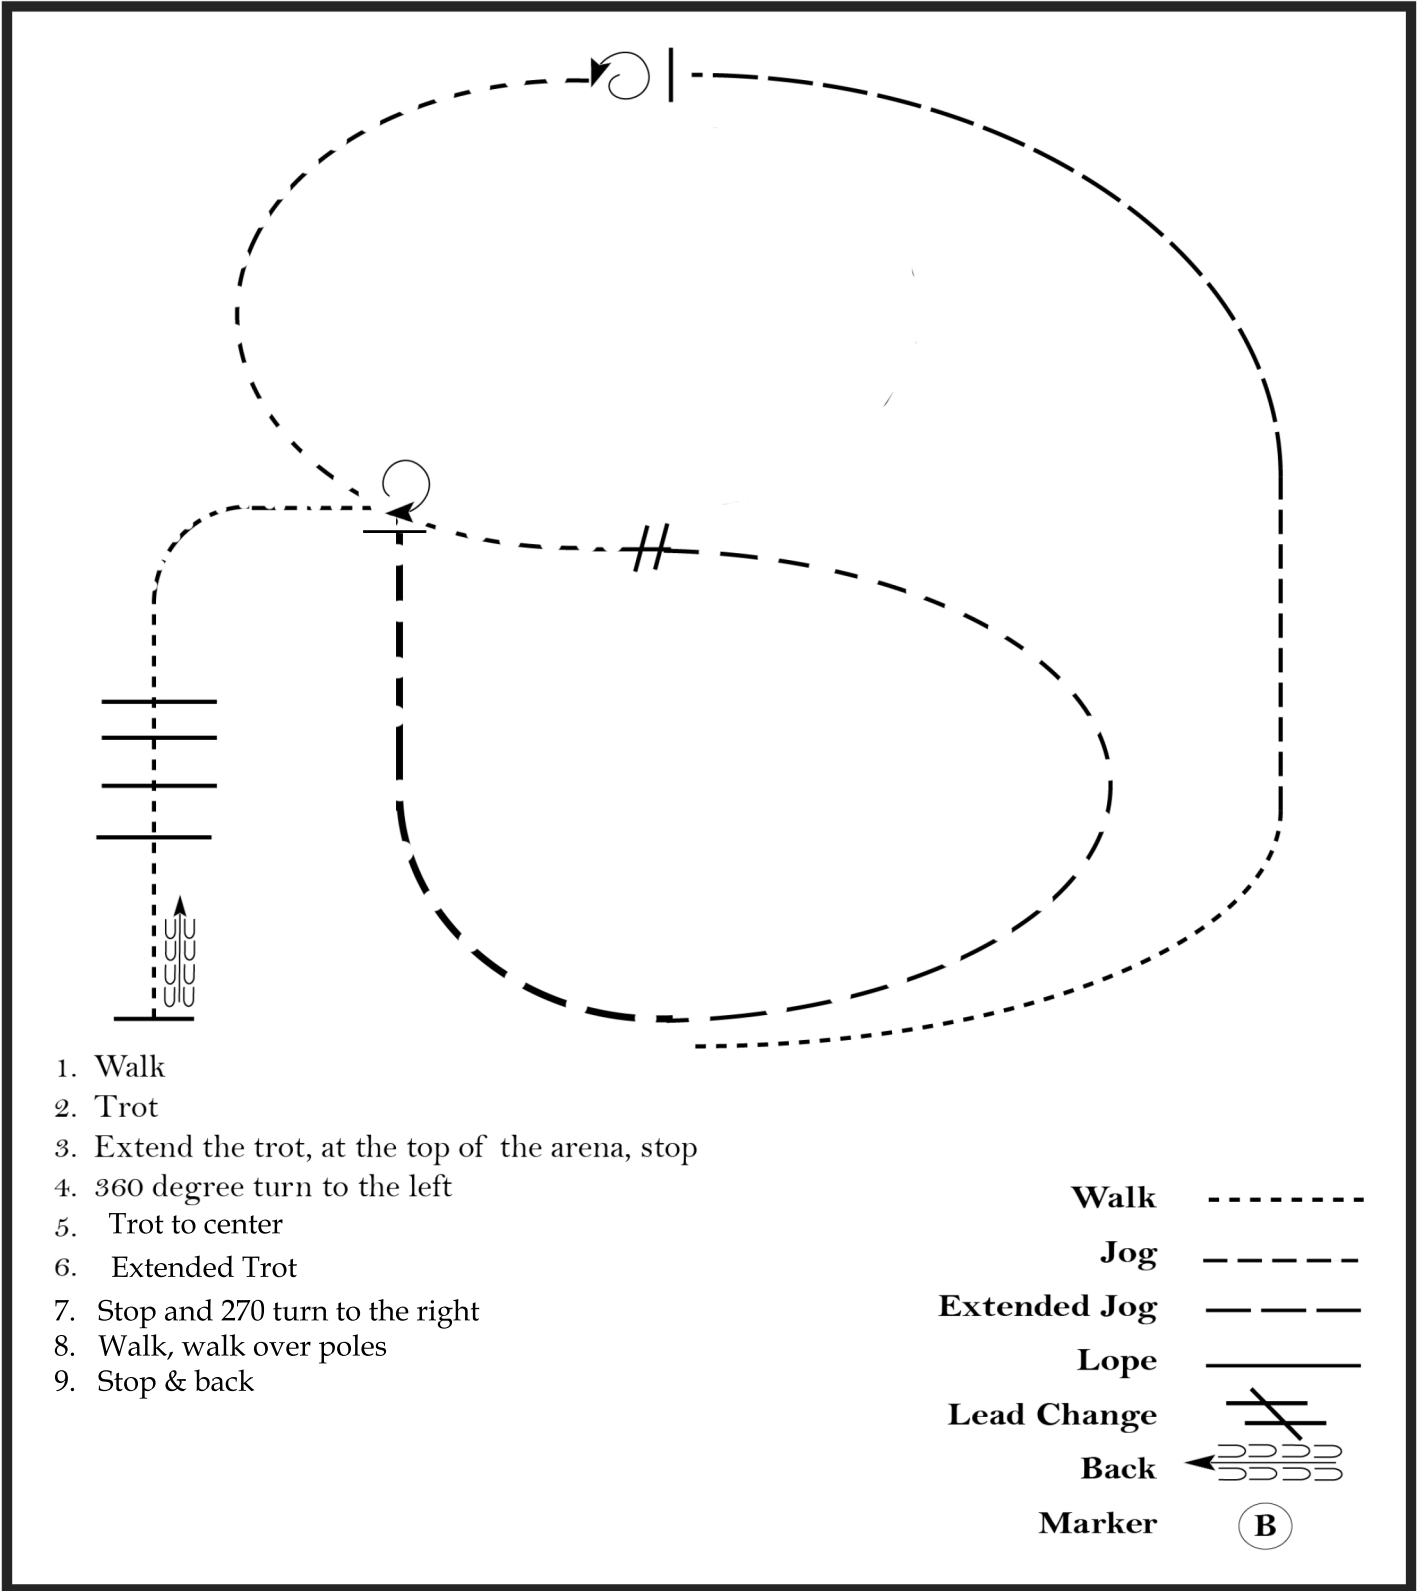 1. Walk
2. Trot
3. Extend the trot, at the top of the arena, stop
4. 360 degree turn to the left
5. Trot to center
6. Extended Trot
7. Stop and 270 turn to the right
8. Walk, walk over poles
9. Stop & back
Walk
Jog
Extended Jog
Lope
Lead Change
Back
Marker B